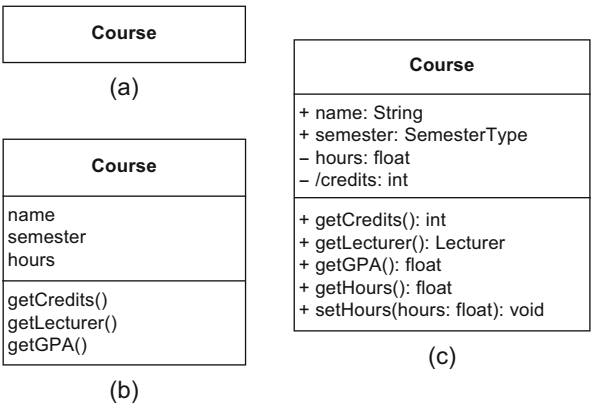 Course
(a)
Course
name
semester
hours
getCredits()
getLecturer()
getGPA()
(b)
Course
+ name: String
+ semester: SemesterType
– hours: float
– /credits: int
+ getCredits(): int
+ getLecturer(): Lecturer
+ getGPA(): float
+ getHours(): float
+ setHours(hours: float): void
(c)